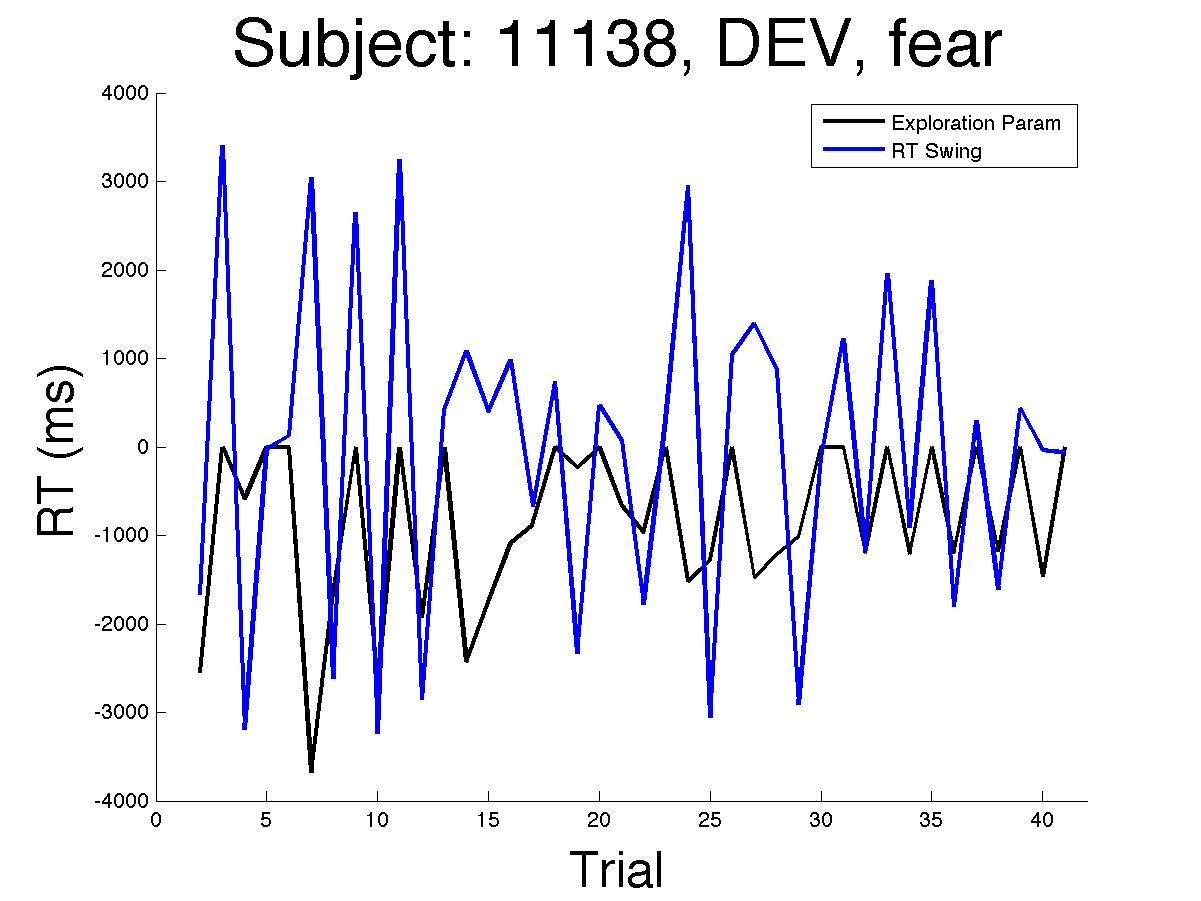 Subject: 11138, DEV, fear
4000
3000
2000
1000
0
-1000
-2000
-3000
-4000
RT (ms)
Exploration Param
RT Swing
0 5 10 15 20 25 30 35 40
Trial